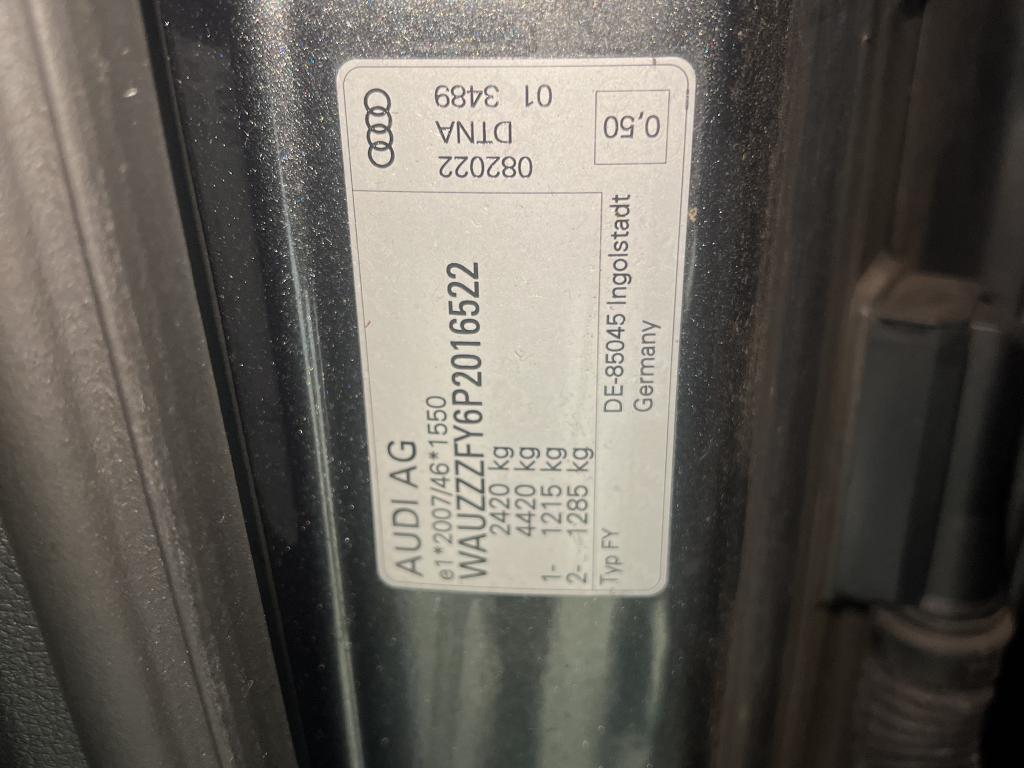 AUDI AG
e1*2007/46*1550
WAUZZZFY6P2016522
2420 kg
4420 kg
1- 1215 kg
2- 1285 kg
Typ FY
DE-85045 Ingolstadt
Germany
082022
DTNA
01 3489
0,50